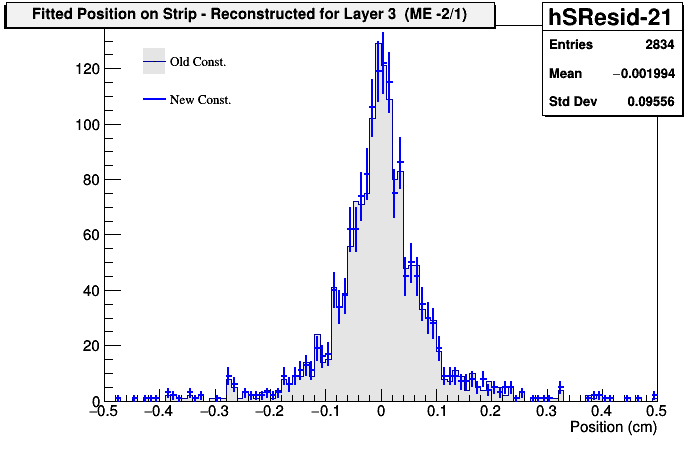 Fitted Position on Strip - Reconstructed for Layer 3 (ME -2/1)
hSResid-21
Entries 2834
Mean −0.001994
Std Dev 0.09556
Old Const.
New Const.
120
100
80
60
40
20
0
−0.5 −0.4 −0.3 −0.2 −0.1 0 0.1 0.2 0.3 0.4 0.5
Position (cm)